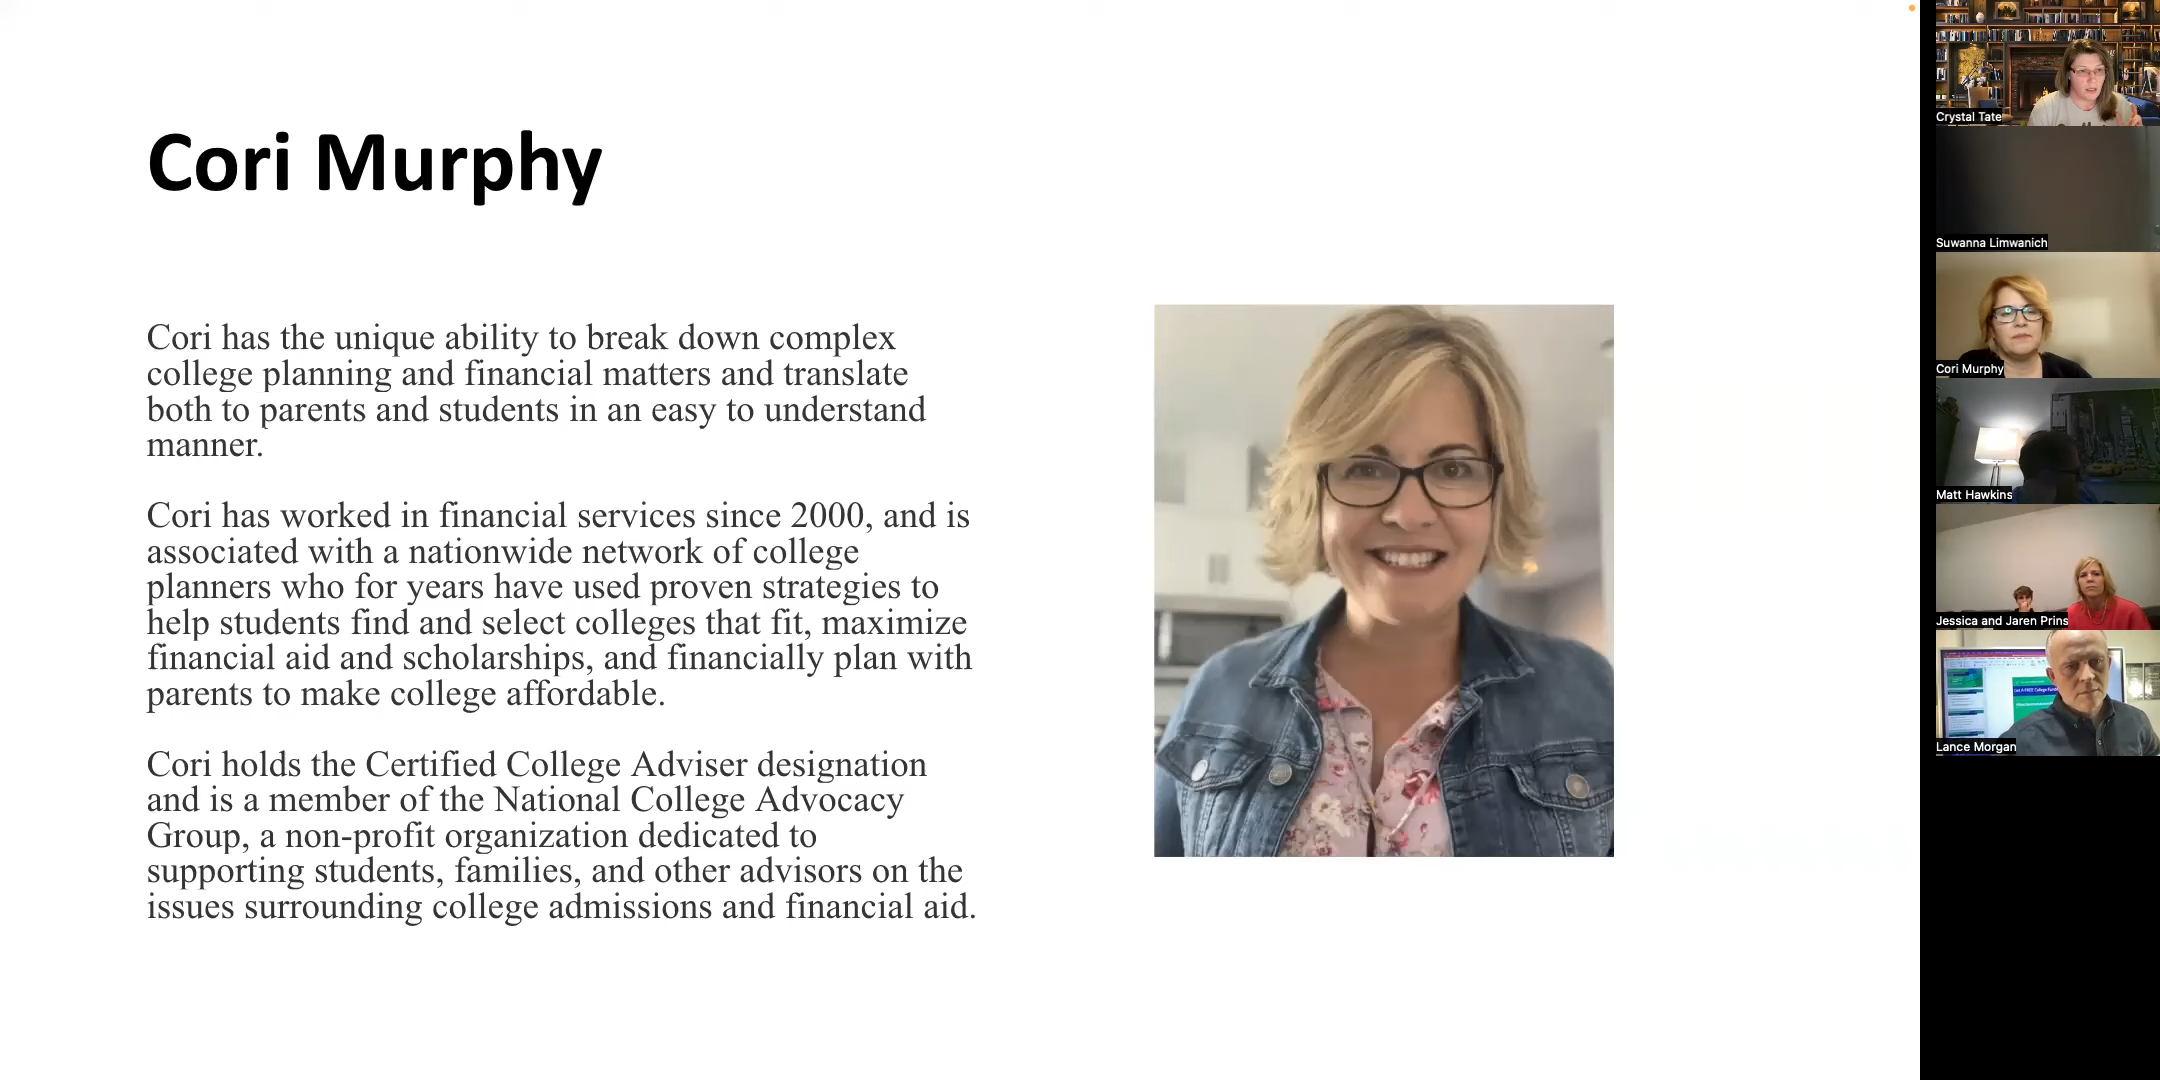 Cori Murphy
Cori has the unique ability to break down complex
college planning and financial matters and translate
both to parents and students in an easy to understand
manner.
Cori has worked in financial services since 2000, and is
associated with a nationwide network of college
planners who for years have used proven strategies to
help students find and select colleges that fit, maximize
financial aid and scholarships, and financially plan with
parents to make college affordable.
Cori holds the Certified College Adviser designation
and is a member of the National College Advocacy
Group, a non-profit organization dedicated to
supporting students, families, and other advisors on the
issues surrounding college admissions and financial aid.
Crystal Tate
Suwanna Limwanich
Cori Murphy
Matt Hawkins
Jessica and Jaren Prins
Lance Morgan